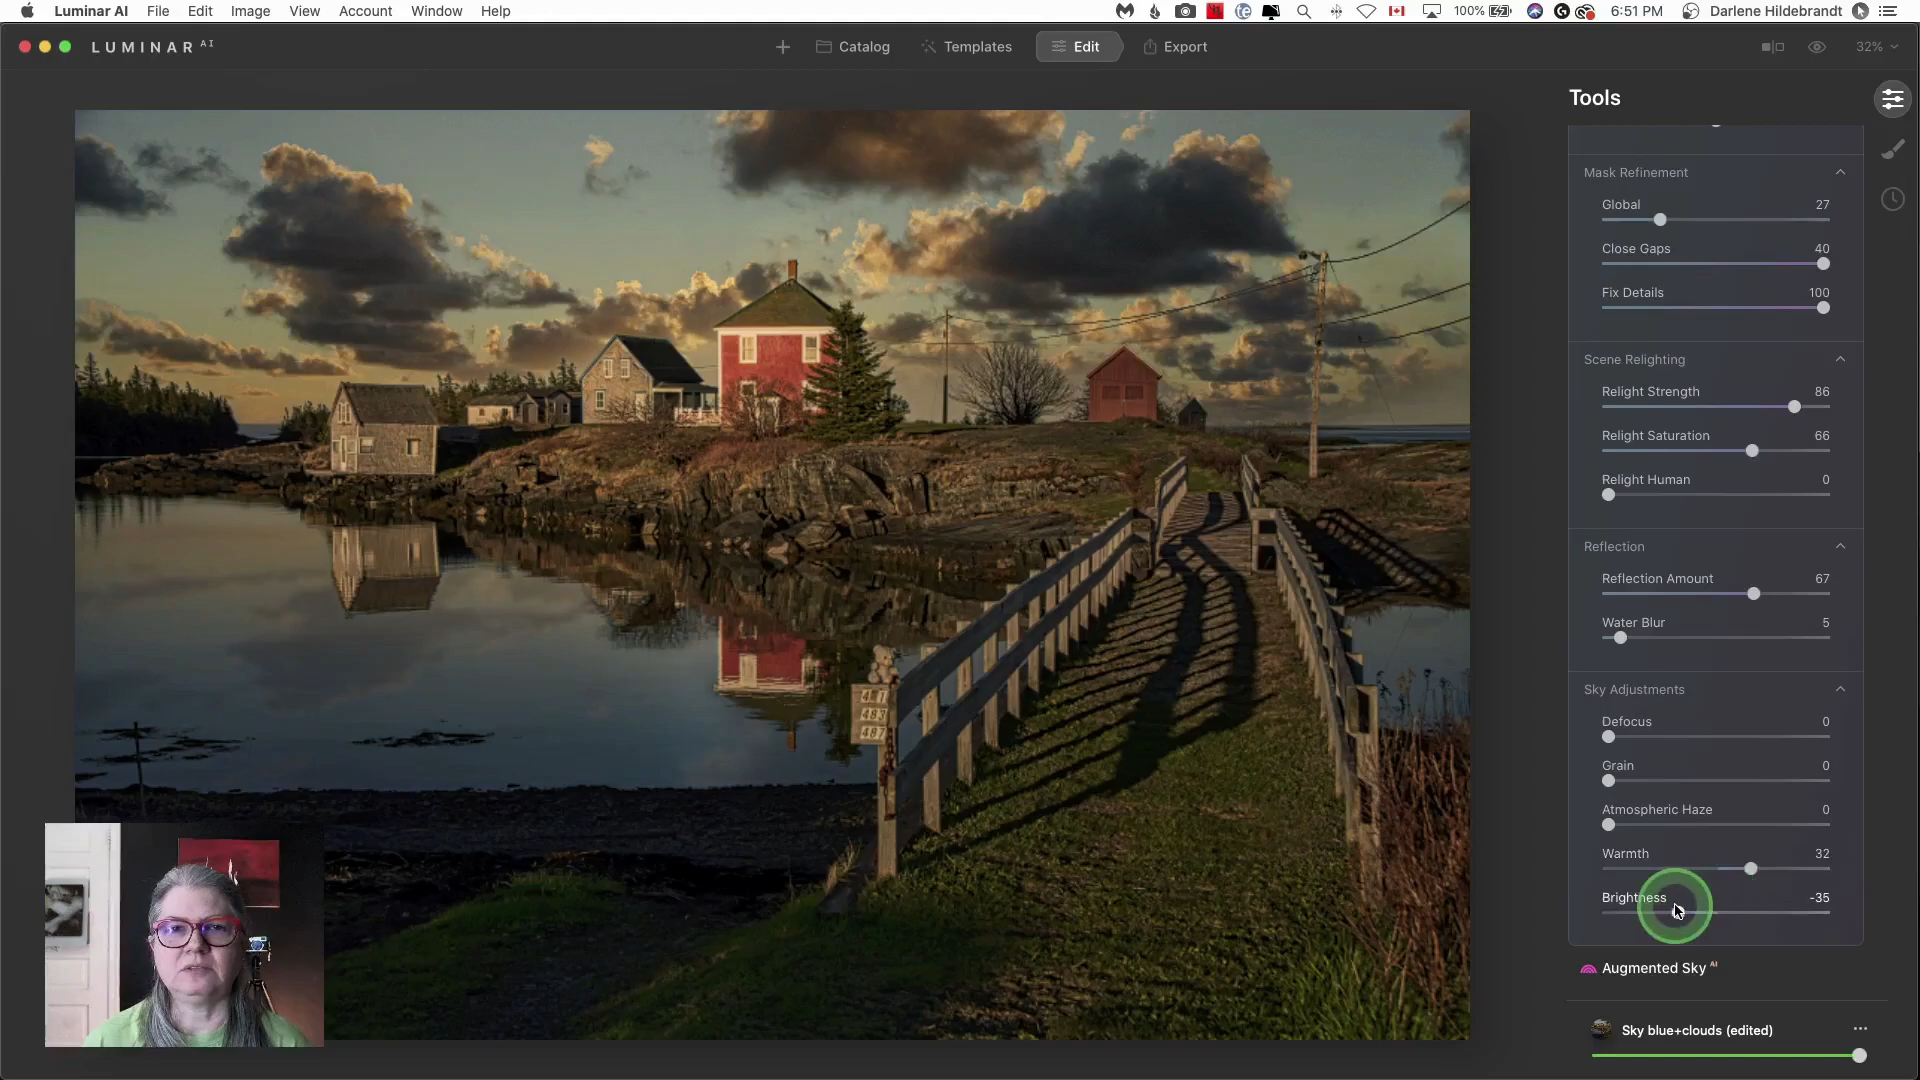 Luminar AI File Edit Image View Account Window Help 100% 6:51 PM Darlene Hildebrandt
LUMINAR AI Catalog Templates Edit Export 32%
Tools
Mask Refinement
Global 27
Close Gaps 40
Fix Details 100
Scene Relighting
Relight Strength 86
Relight Saturation 66
Relight Human 0
Reflection
Reflection Amount 67
Water Blur 5
Sky Adjustments
Defocus 0
Grain 0
Atmospheric Haze 0
Warmth 32
Brightness -35
Augmented Sky AI
Sky blue+clouds (edited)
483
487